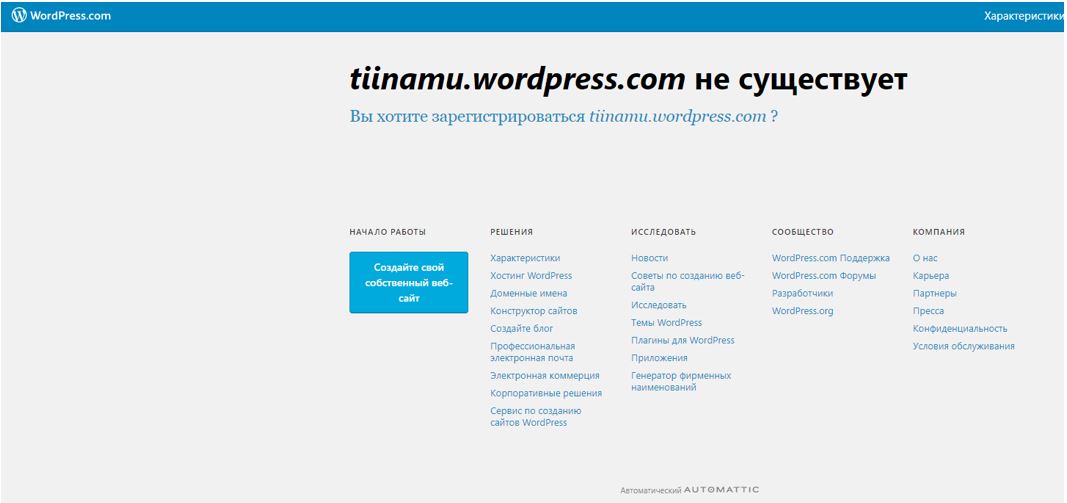 WordPress.com
Характеристики
tiinamu.wordpress.com не существует
Вы хотите зарегистрироваться tiinamu.wordpress.com ?
НАЧАЛО РАБОТЫ
Создайте свой
собственный веб-
сайт
РЕШЕНИЯ
Характеристики
Хостинг WordPress
Доменные имена
Конструктор сайтов
Создайте блог
Профессиональная
электронная почта
Электронная коммерция
Корпоративные решения
Сервис по созданию
сайтов WordPress
ИССЛЕДОВАТЬ
Новости
Советы по созданию веб-
сайта
Исследовать
Темы WordPress
Плагины для WordPress
Приложения
Генератор фирменных
наименований
СООБЩЕСТВО
WordPress.com Поддержка
WordPress.com Форумы
Разработчики
WordPress.org
КОМПАНИЯ
О нас
Карьера
Партнеры
Пресса
Конфиденциальность
Условия обслуживания
Автоматический AUTOMATTIC